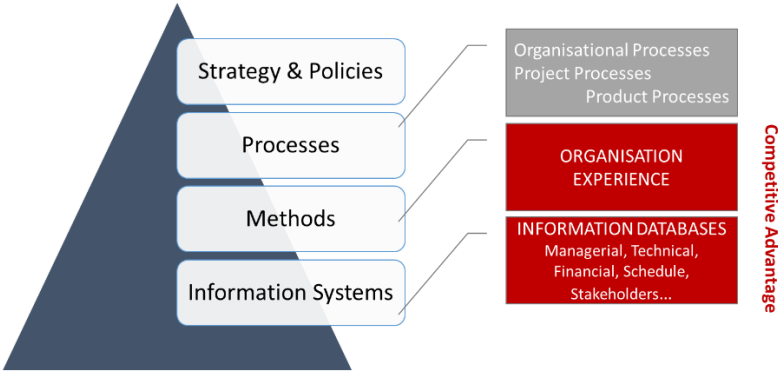 Strategy & Policies
Processes
Methods
Information Systems
Organisational Processes
Project Processes
Product Processes
ORGANISATION
EXPERIENCE
INFORMATION DATABASES
Managerial, Technical,
Financial, Schedule,
Stakeholders...
Competitive Advantage